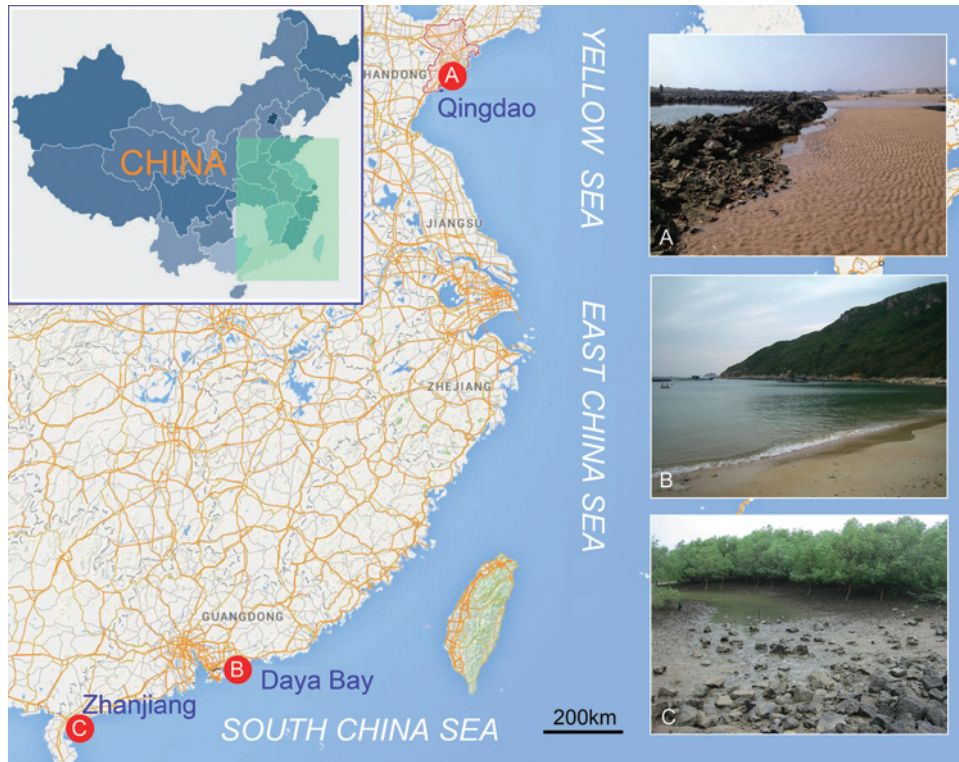 CHINA
HANDONG
A
Qingdao
JIANGSU
ZHEJIANG
GUANGDONG
B
Daya Bay
Zhanjiang
C
SOUTH CHINA SEA
200km
YELLOW SEA
EAST CHINA SEA
A
B
C